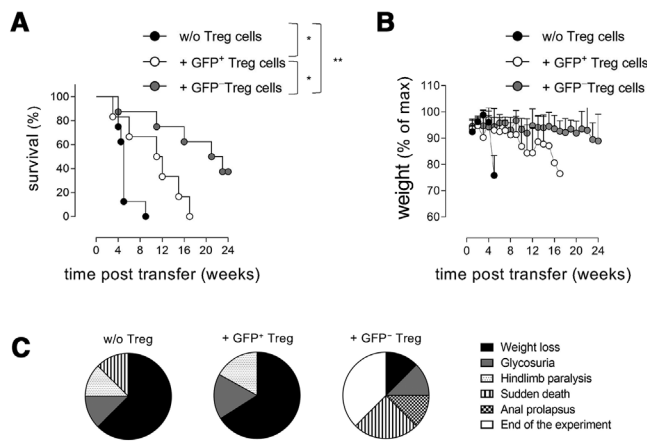 A
w/o Treg cells
+ GFP⁺ Treg cells
+ GFP⁻Treg cells
*
*
**
survival (%)
100
80
60
40
20
0
0 4 8 12 16 20 24
time post transfer (weeks)
B
w/o Treg cells
+ GFP⁺ Treg cells
+ GFP⁻Treg cells
weight (% of max)
110
100
90
80
70
60
0 4 8 12 16 20 24
time post transfer (weeks)
C
w/o Treg
+ GFP⁺ Treg
+ GFP⁻ Treg
Weight loss
Glycosuria
Hindlimb paralysis
Sudden death
Anal prolapsus
End of the experiment